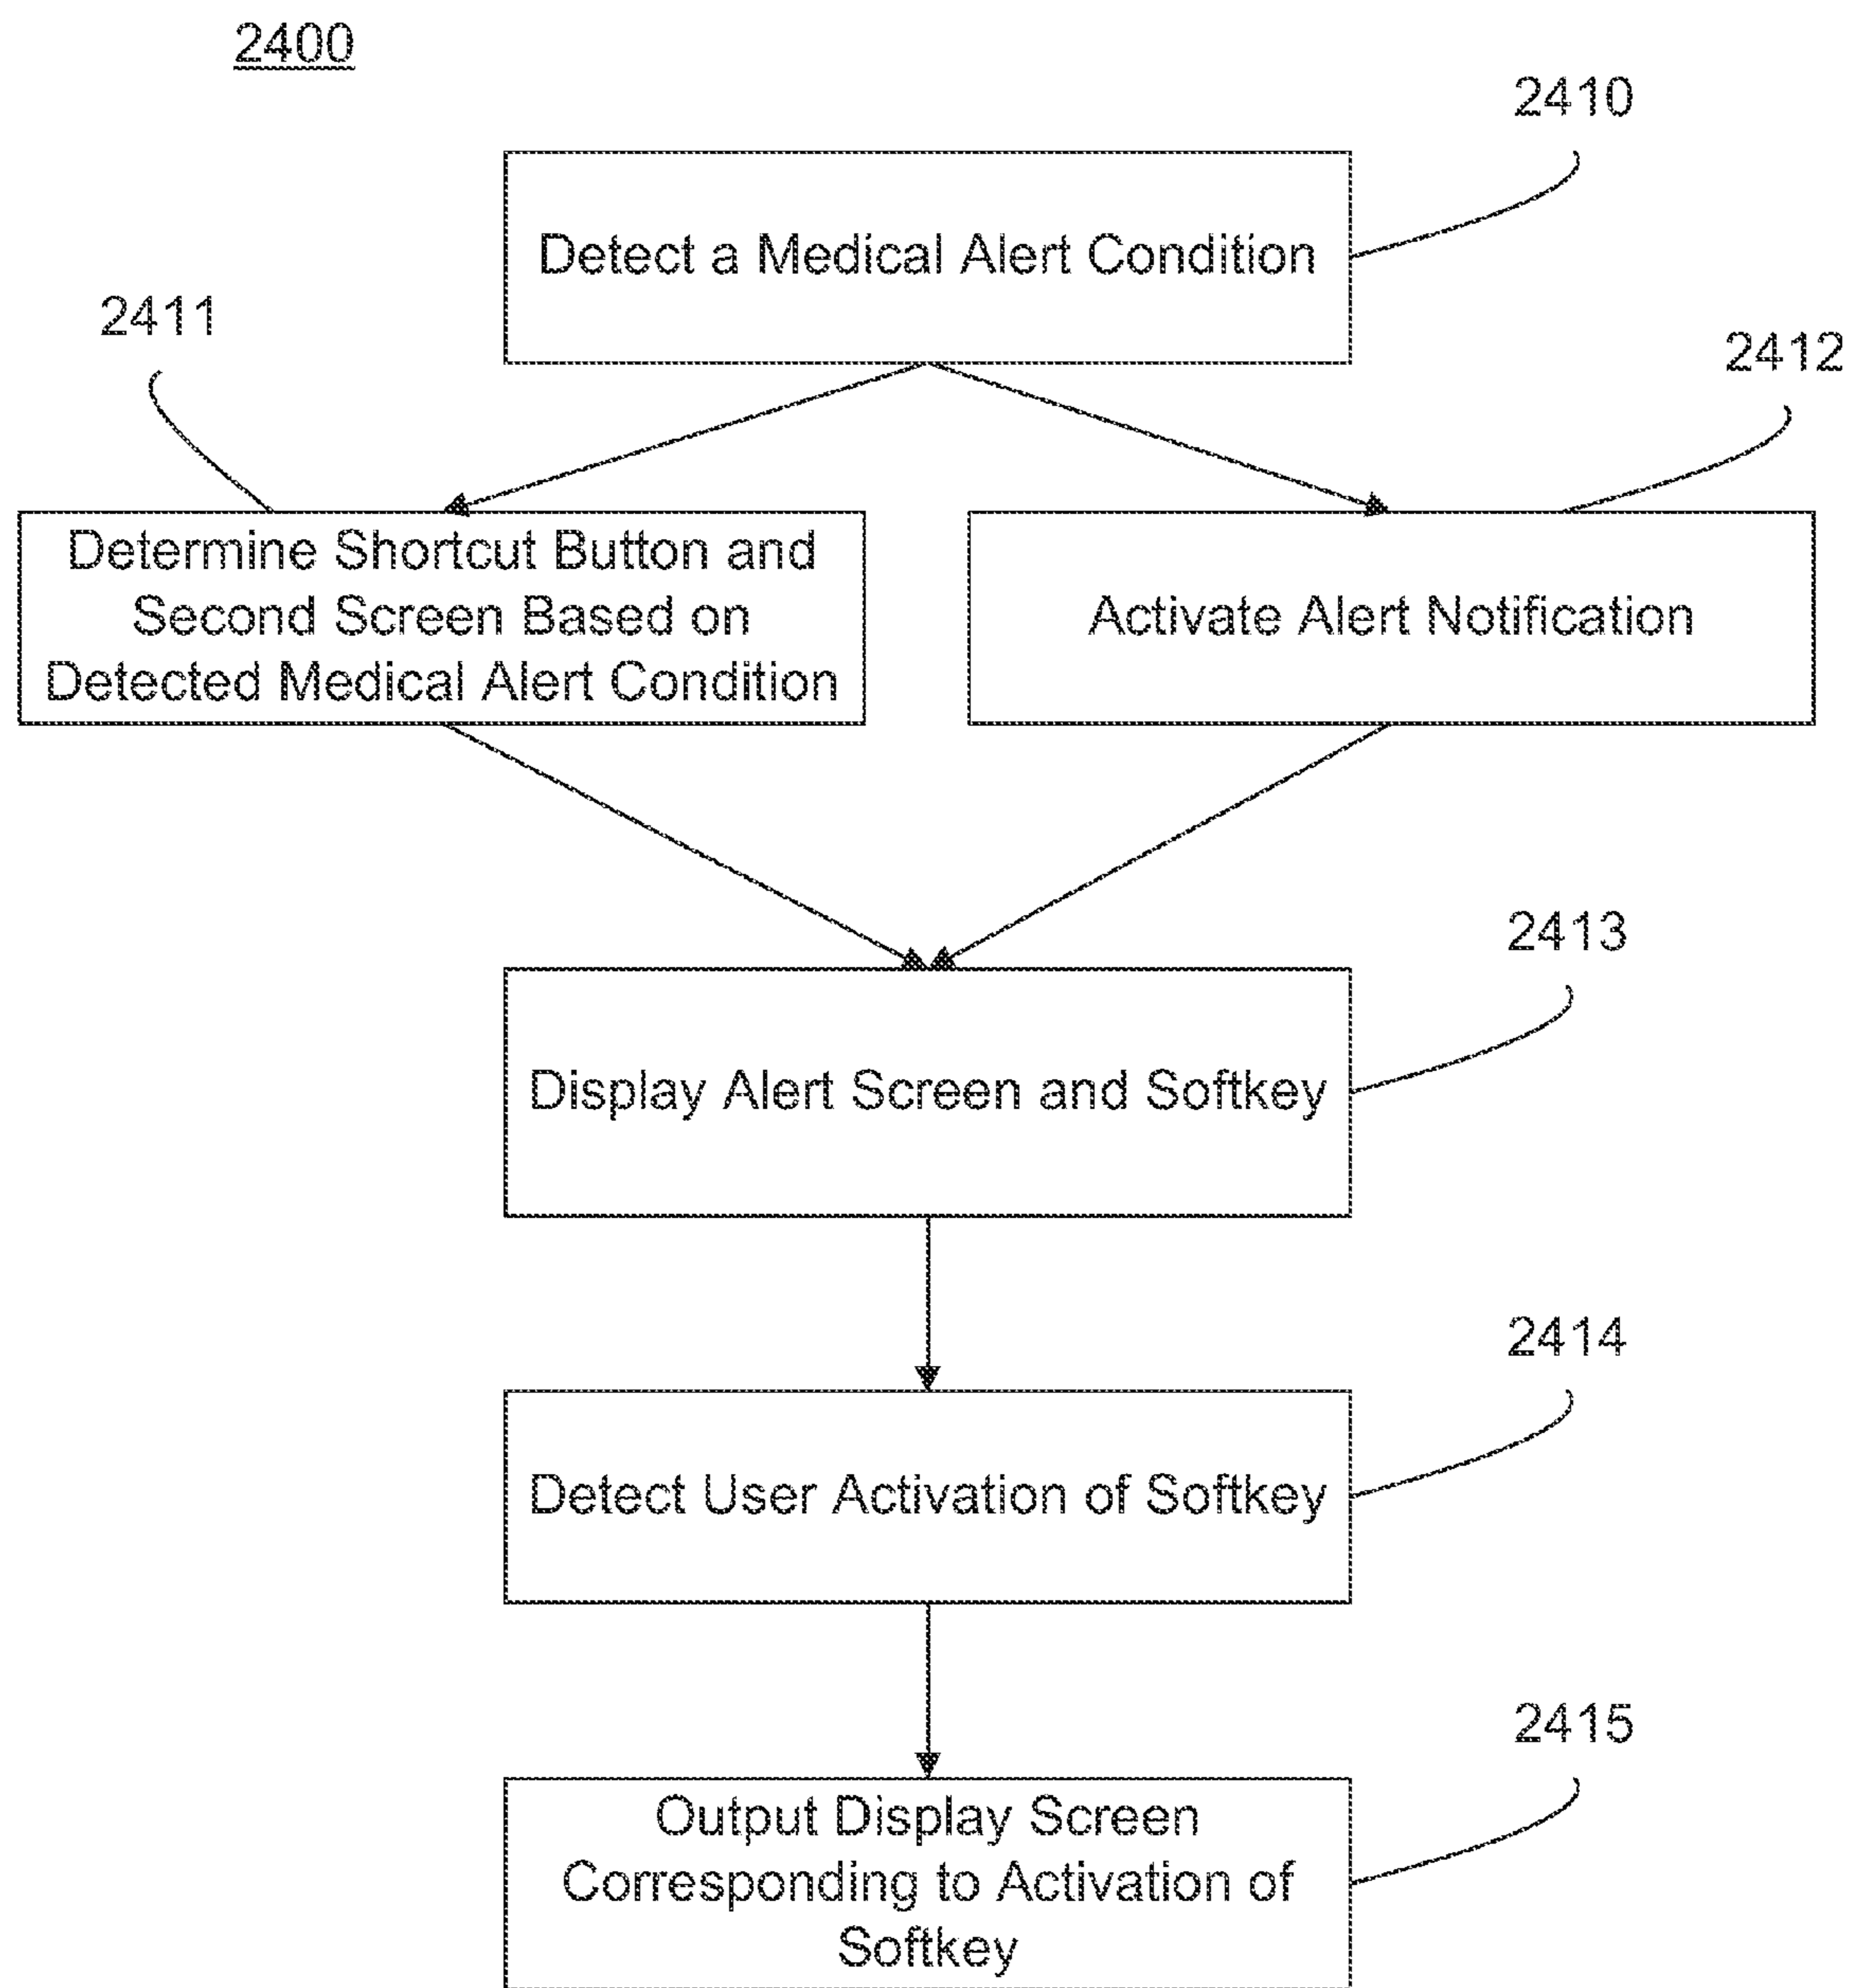 2400
2410
Detect a Medical Alert Condition
2411
2412
Determine Shortcut Button and
Second Screen Based on
Detected Medical Alert Condition
Activate Alert Notification
2413
Display Alert Screen and Softkey
2414
Detect User Activation of Softkey
2415
Output Display Screen
Corresponding to Activation of
Softkey